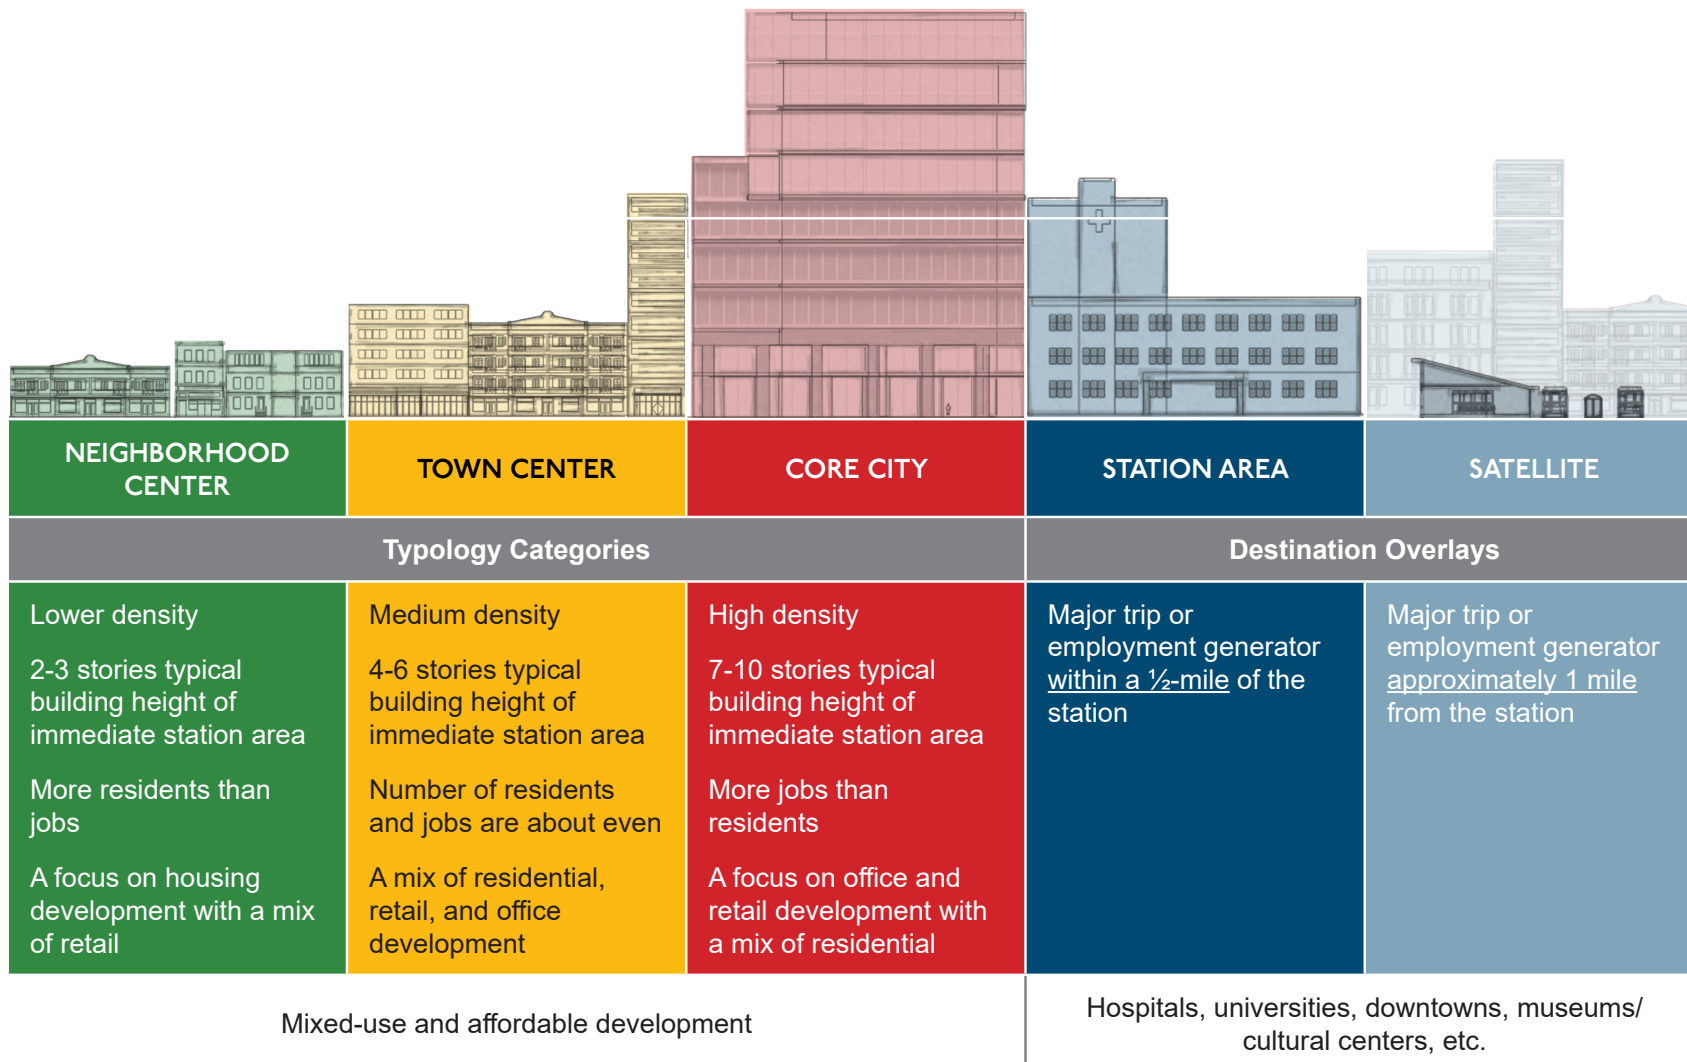 NEIGHBORHOOD
CENTER
TOWN CENTER
CORE CITY
STATION AREA
SATELLITE
Typology Categories
Destination Overlays
Lower density
2-3 stories typical
building height of
immediate station area
More residents than
jobs
A focus on housing
development with a mix
of retail
Medium density
4-6 stories typical
building height of
immediate station area
Number of residents
and jobs are about even
A mix of residential,
retail, and office
development
High density
7-10 stories typical
building height of
immediate station area
More jobs than
residents
A focus on office and
retail development with
a mix of residential
Major trip or
employment generator
within a ½-mile of the
station
Major trip or
employment generator
approximately 1 mile
from the station
Mixed-use and affordable development
Hospitals, universities, downtowns, museums/
cultural centers, etc.